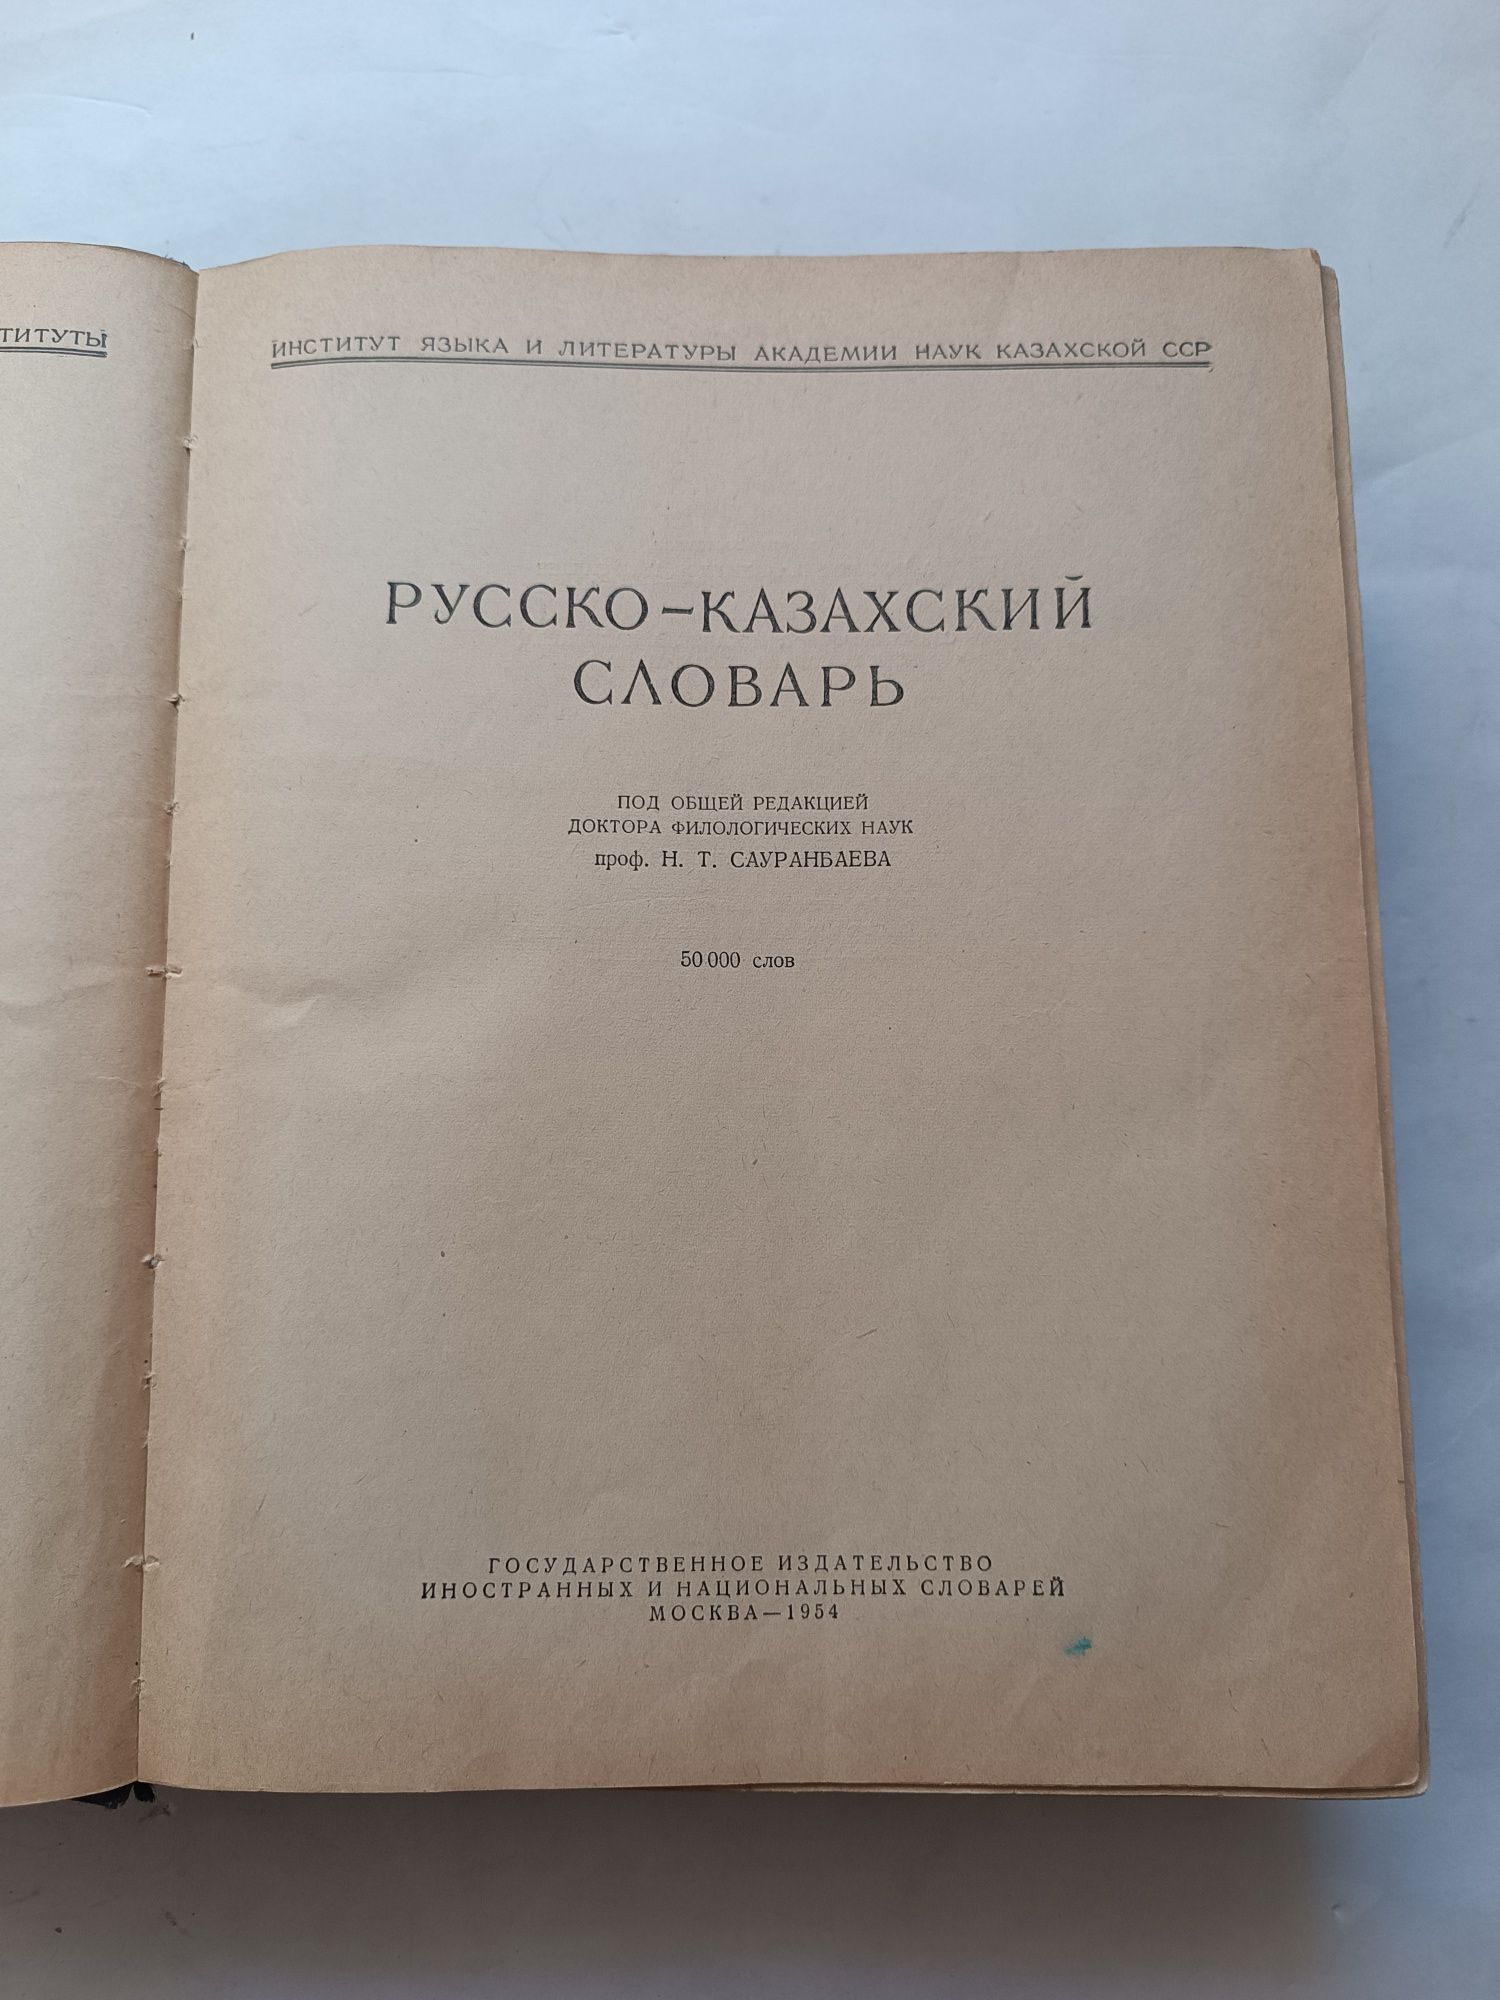 ТИТУТЫ
ИНСТИТУТ ЯЗЫКА И ЛИТЕРАТУРЫ АКАДЕМИИ НАУК КАЗАХСКОЙ ССР
РУССКО-КАЗАХСКИЙ
СЛОВАРЬ
ПОД ОБЩЕЙ РЕДАКЦИЕЙ
ДОКТОРА ФИЛОЛОГИЧЕСКИХ НАУК
проф. Н. Т. САУРАНБАЕВА
50 000 слов
ГОСУДАРСТВЕННОЕ ИЗДАТЕЛЬСТВО
ИНОСТРАННЫХ И НАЦИОНАЛЬНЫХ СЛОВАРЕЙ
МОСКВА—1954